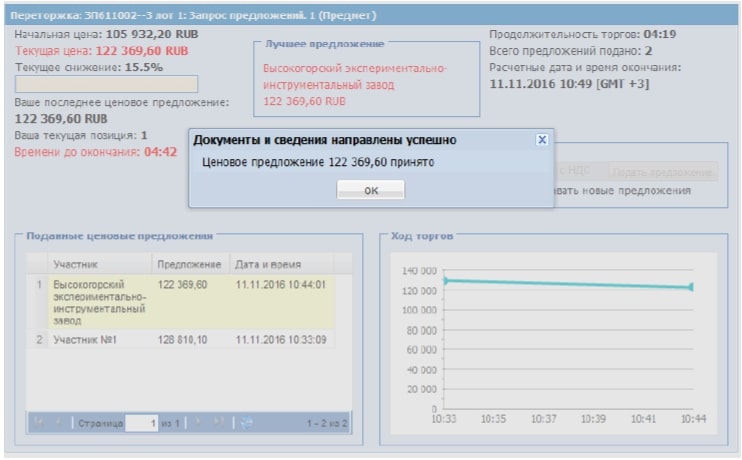 Переторжка: ЗП611002--3 лот 1: Запрос предложений. 1 (Предмет)
Начальная цена: 105 932,20 RUB
Текущая цена: 122 369,60 RUB
Текущее снижение: 15.5%
Ваше последнее ценовое предложение:
122 369,60 RUB
Ваша текущая позиция: 1
Времени до окончания: 04:42
Лучшее предложение
Высокогорский экспериментально-
инструментальный завод
122 369,60 RUB
Продолжительность торгов: 04:19
Всего предложений подано: 2
Расчетные дата и время окончания:
11.11.2016 10:49 [GMT +3]
Документы и сведения направлены успешно
Ценовое предложение 122 369,60 принято
ОК
с НДС
Подать предложение
вать новые предложения
Поданные ценовые предложения
Участник Предложение Дата и время
1 Высокогорский экспериментально-инструментальный завод 122 369,60 11.11.2016 10:44:01
2 Участник №1 128 810,10 11.11.2016 10:33:09
Страница 1 из 1
1 - 2 из 2
Ход торгов
140 000
120 000
100 000
80 000
60 000
40 000
20 000
0
10:33 10:35 10:37 10:39 10:41 10:44